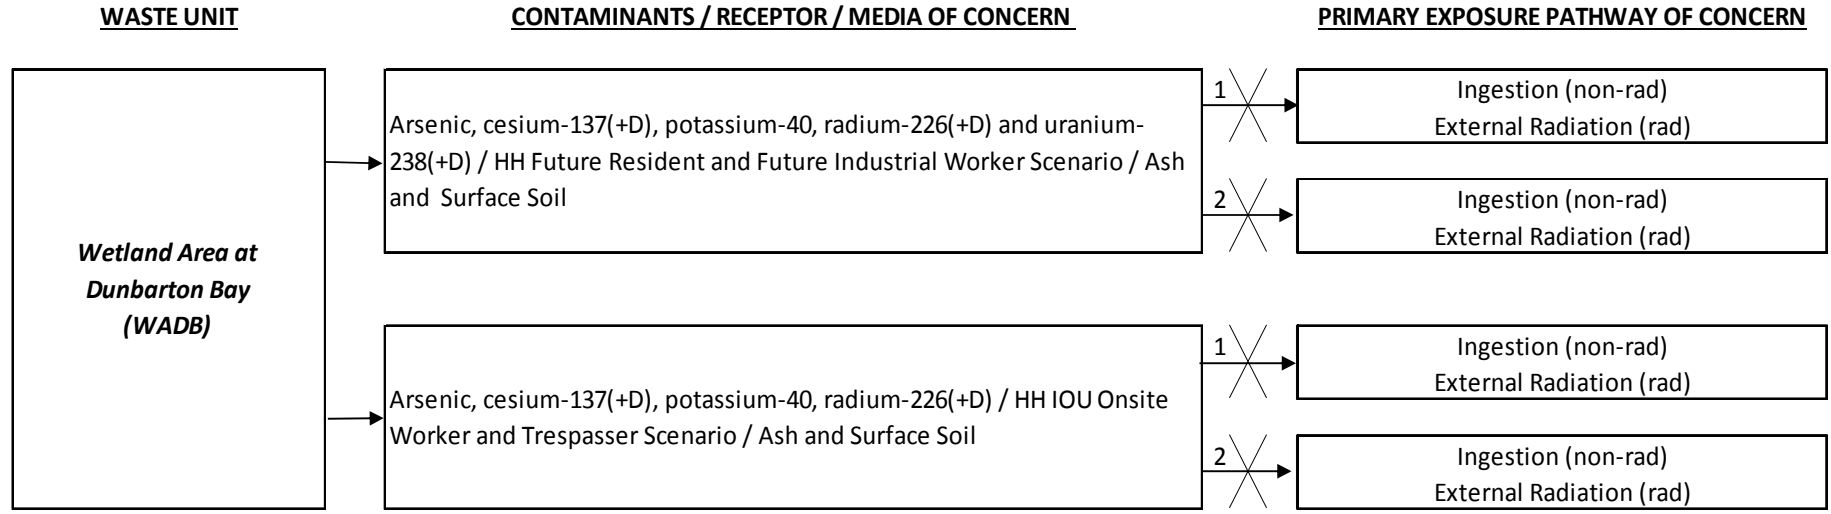 WASTE UNIT
CONTAMINANTS / RECEPTOR / MEDIA OF CONCERN
PRIMARY EXPOSURE PATHWAY OF CONCERN
Wetland Area at
Dunbarton Bay
(WADB)
Arsenic, cesium-137(+D), potassium-40, radium-226(+D) and uranium-
238(+D) / HH Future Resident and Future Industrial Worker Scenario / Ash
and Surface Soil
1
Ingestion (non-rad)
External Radiation (rad)
2
Ingestion (non-rad)
External Radiation (rad)
Arsenic, cesium-137(+D), potassium-40, radium-226(+D) / HH IOU Onsite
Worker and Trespasser Scenario / Ash and Surface Soil
1
Ingestion (non-rad)
External Radiation (rad)
2
Ingestion (non-rad)
External Radiation (rad)